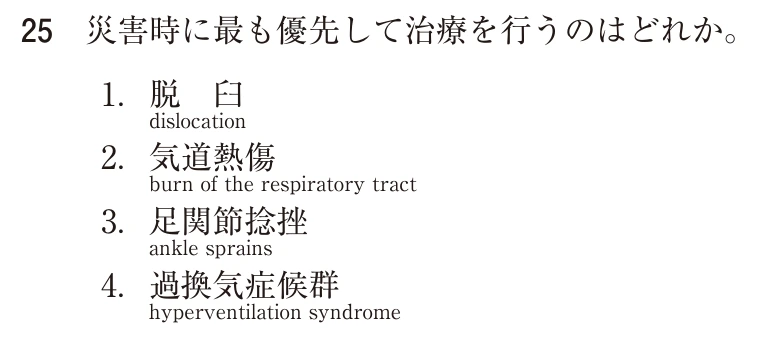 25 災害時に最も優先して治療を行うのはどれか。
1. 脱 臼
dislocation
2. 気道熱傷
burn of the respiratory tract
3. 足関節捻挫
ankle sprains
4. 過換気症候群
hyperventilation syndrome